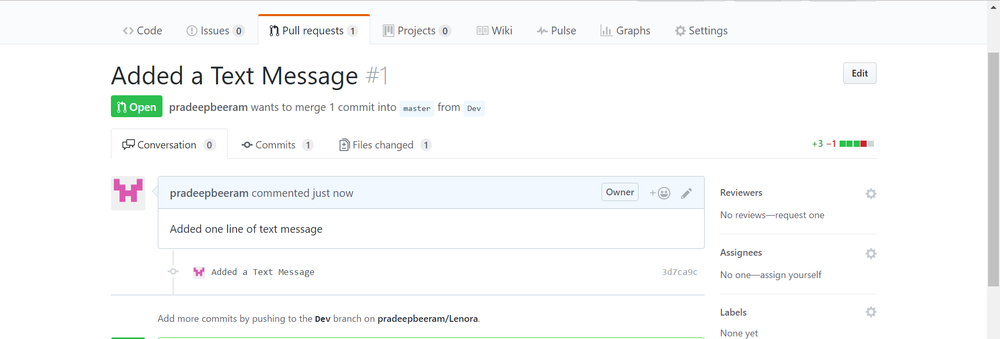 Code Issues 0 Pull requests 1 Projects 0 Wiki Pulse Graphs Settings
Added a Text Message #1
Edit
Open pradeepbeeram wants to merge 1 commit into master from Dev
Conversation 0 Commits 1 Files changed 1
+3 −1
pradeepbeeram commented just now
Owner
+
Added one line of text message
Added a Text Message 3d7ca9c
Add more commits by pushing to the Dev branch on pradeepbeeram/Lenora.
Reviewers
No reviews—request one
Assignees
No one—assign yourself
Labels
None yet